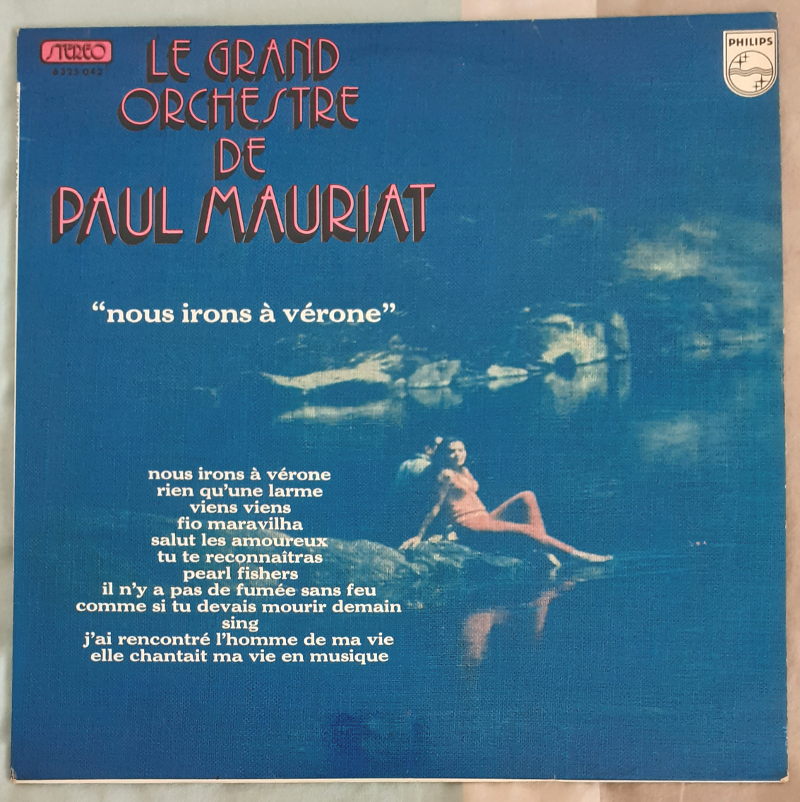 STEREO
6325 042
LE GRAND
ORCHESTRE
DE
PAUL MAURIAT
PHILIPS
“nous irons à vérone”
nous irons à vérone
rien qu’une larme
viens viens
fio maravilha
salut les amoureux
tu te reconnaîtras
pearl fishers
il n’y a pas de fumée sans feu
comme si tu devais mourir demain
sing
j’ai rencontré l’homme de ma vie
elle chantait ma vie en musique